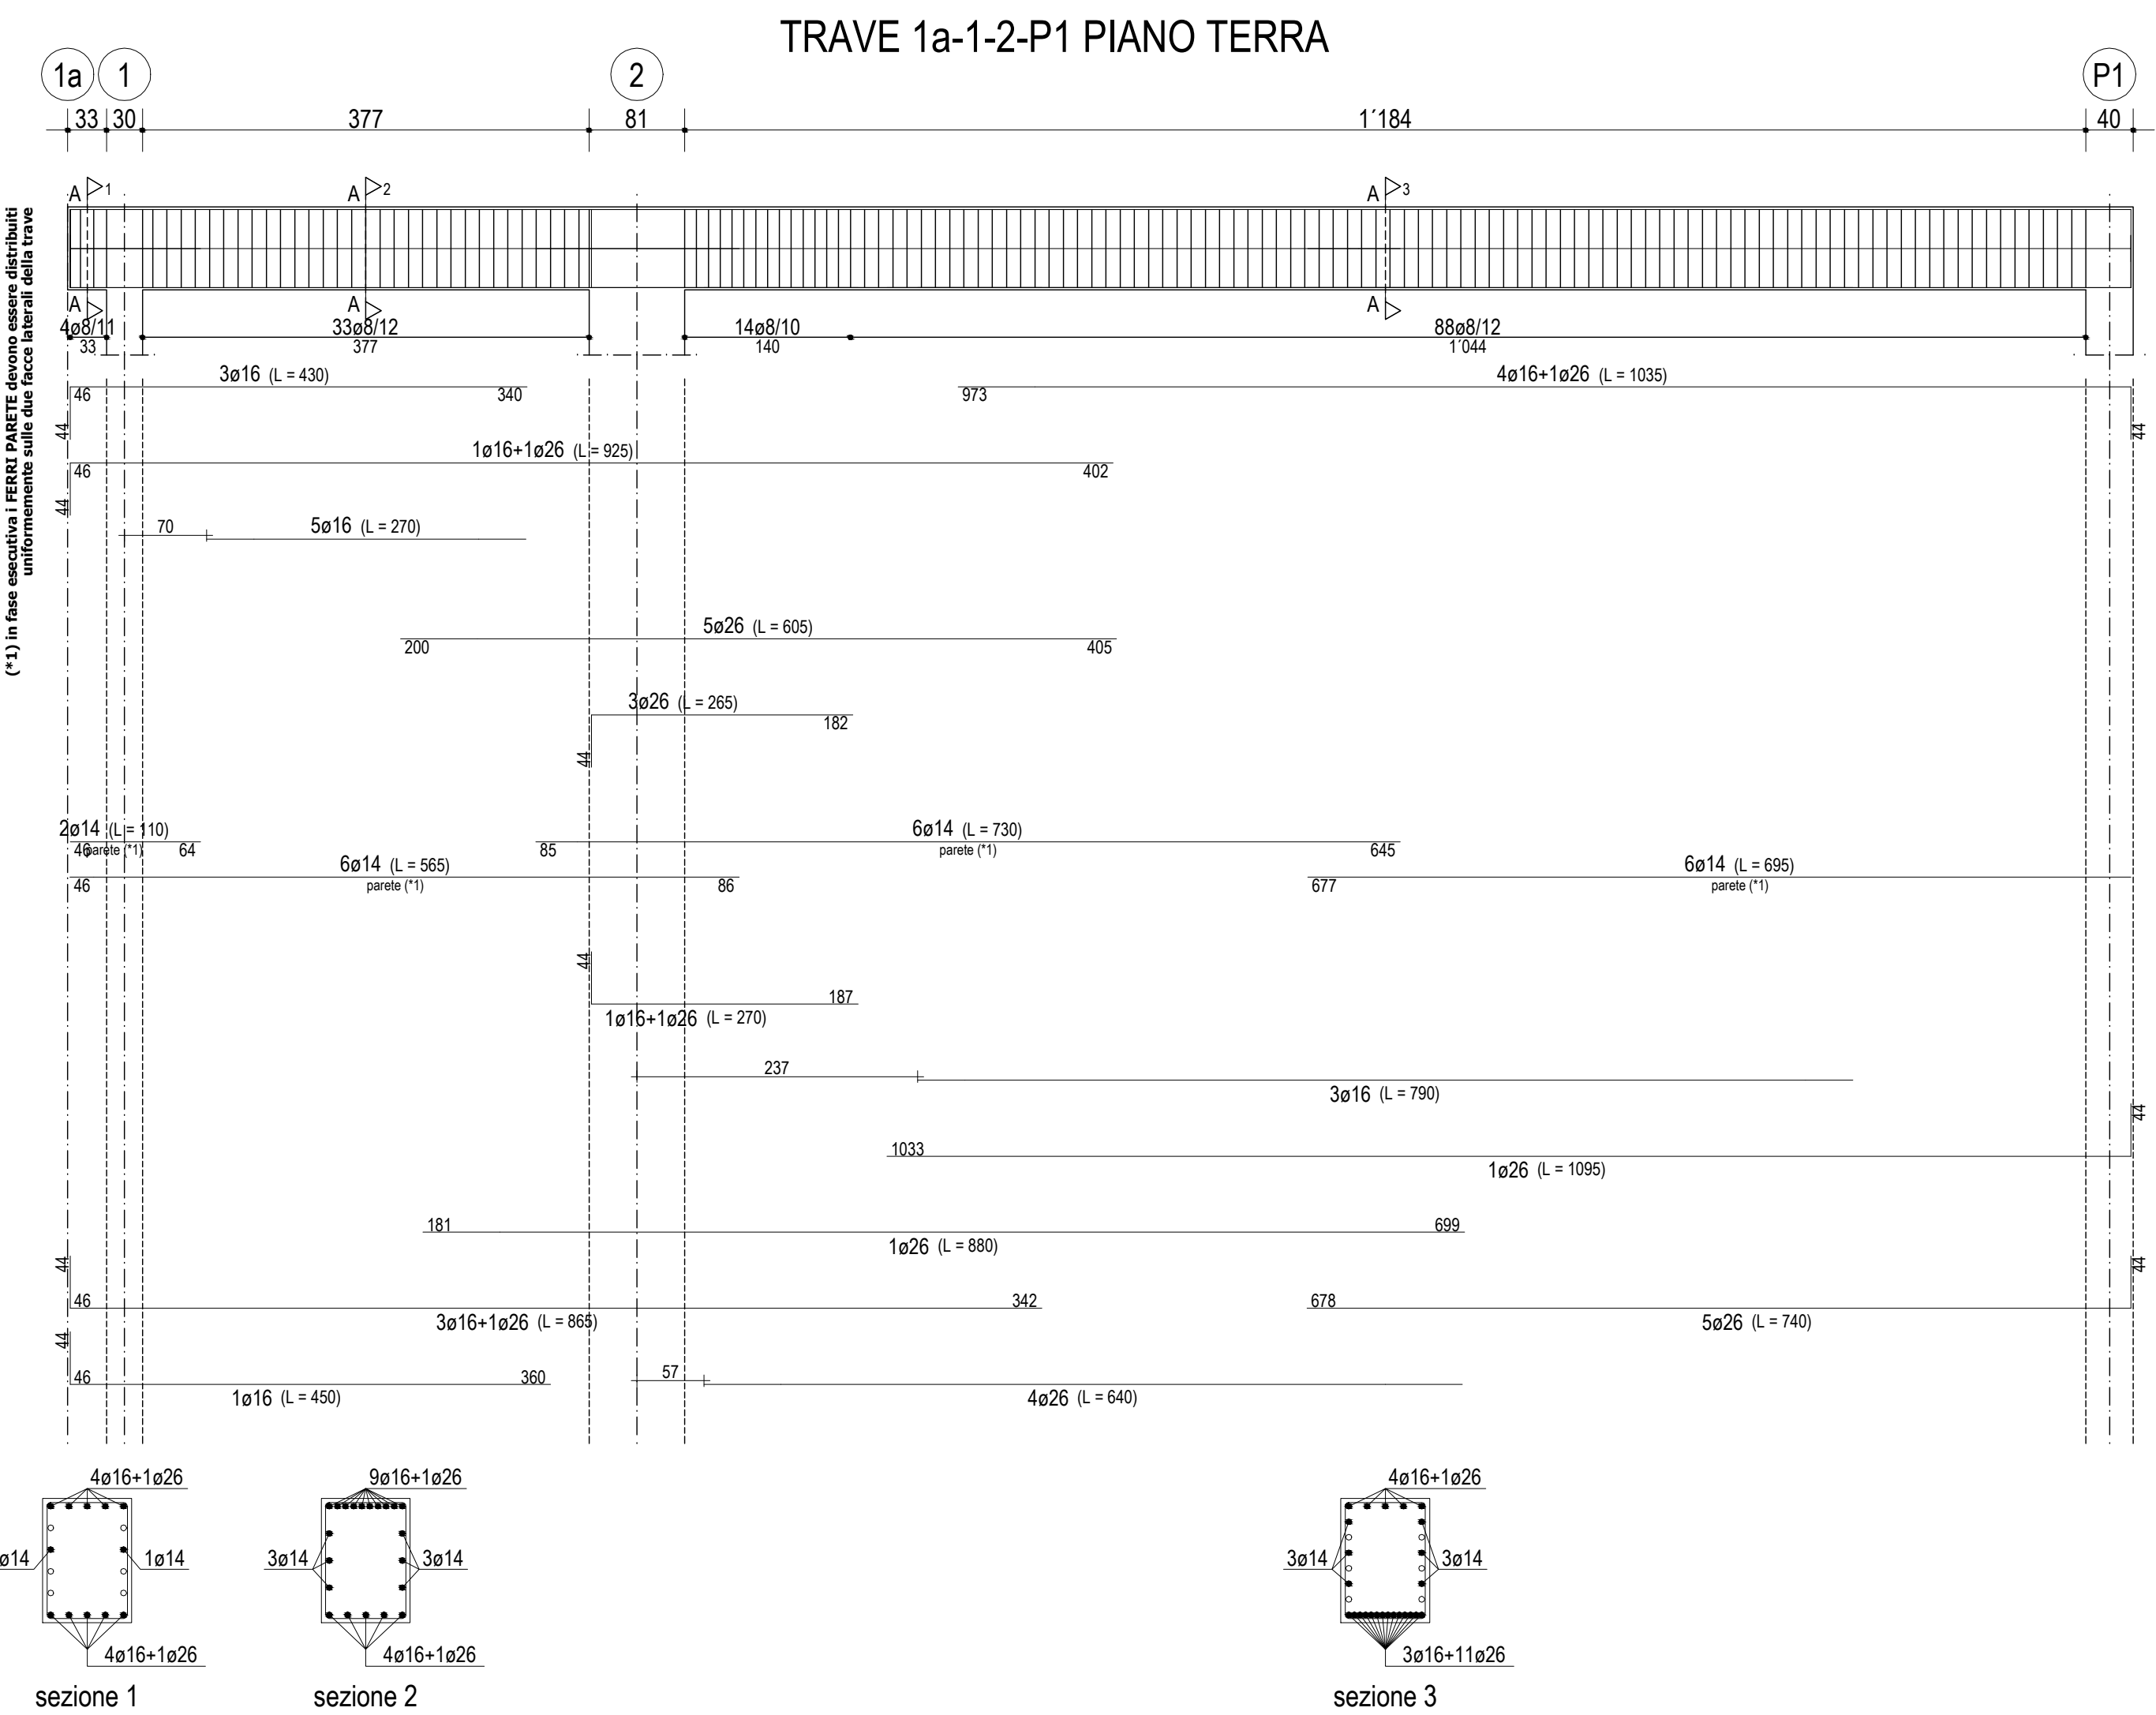 TRAVE 1a-1-2-P1 PIANO TERRA
1a 1 2 P1
33 30 377 81 1´184 40
(*1) in fase esecutiva i FERRI PARETE devono essere distribuiti
uniformemente sulle due facce laterali della trave
A 1 A 2 A 3
A A A
4ø8/11 33ø8/12 14ø8/10 88ø8/12
33 377 140 1´044
3ø16 (L = 430) 4ø16+1ø26 (L = 1035)
46 340 973
44 44
1ø16+1ø26 (L = 925)
46 402
44
70 5ø16 (L = 270)
5ø26 (L = 605)
200 405
3ø26 (L = 265)
182
44
2ø14 (L = 110) 6ø14 (L = 730)
46 parete (*1) 64 85 parete (*1) 645
6ø14 (L = 565) 6ø14 (L = 695)
46 parete (*1) 86 677 parete (*1)
44
187
1ø16+1ø26 (L = 270)
237
3ø16 (L = 790)
44
1033
1ø26 (L = 1095)
181 699
1ø26 (L = 880)
44 44
46 342 678
3ø16+1ø26 (L = 865) 5ø26 (L = 740)
44
46 360 57
1ø16 (L = 450) 4ø26 (L = 640)
4ø16+1ø26 9ø16+1ø26 4ø16+1ø26
ø14 1ø14 3ø14 3ø14 3ø14 3ø14
4ø16+1ø26 4ø16+1ø26 3ø16+11ø26
sezione 1 sezione 2 sezione 3